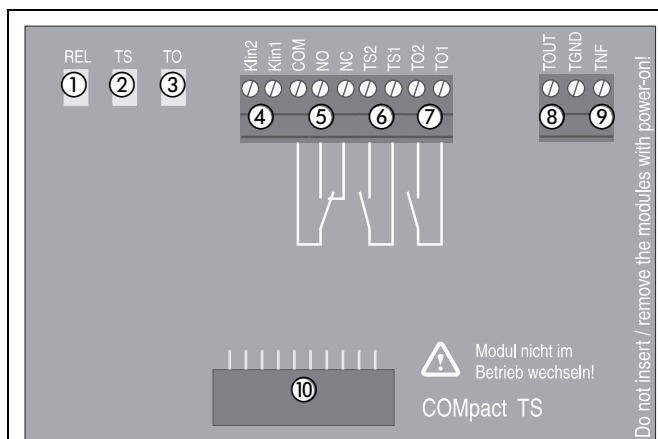 REL TS TO
Klin2 Klin1 COM NO NC TS2 TS1 TO2 TO1
TOUT TGND TNF
① ② ③ ④ ⑤ ⑥ ⑦ ⑧ ⑨
⑩
Modul nicht im
Betrieb wechseln!
COMpact TS
Do not insert / remove the modules with power-on!